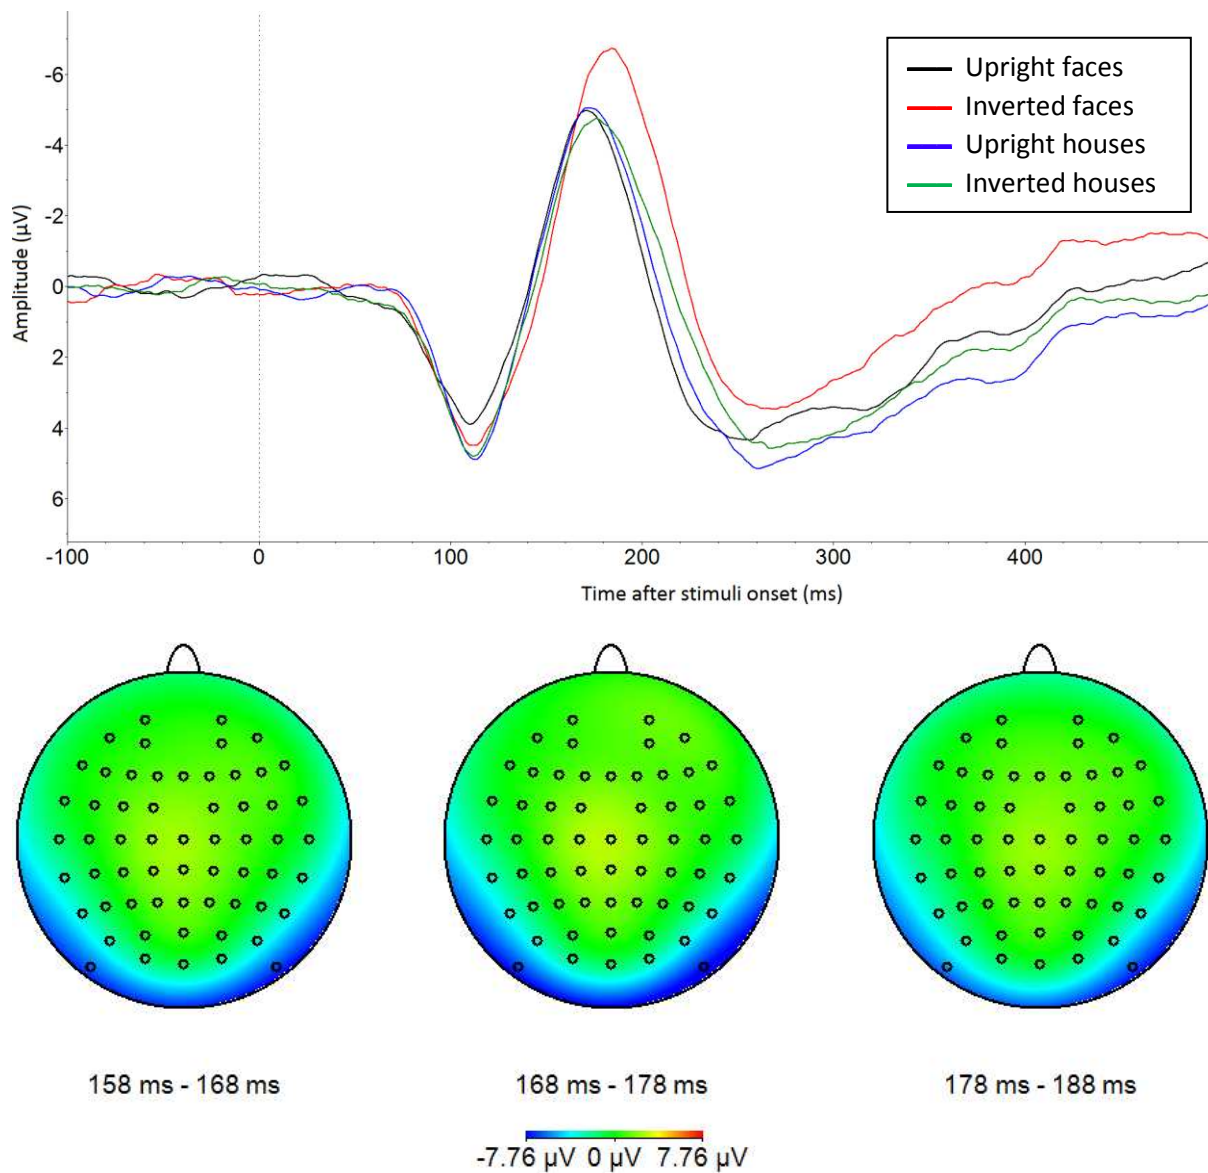 -6
-4
-2
0
2
4
6
Amplitude (µV)
Upright faces
Inverted faces
Upright houses
Inverted houses
-100 0 100 200 300 400
Time after stimuli onset (ms)
158 ms - 168 ms
168 ms - 178 ms
178 ms - 188 ms
-7.76 µV 0 µV 7.76 µV